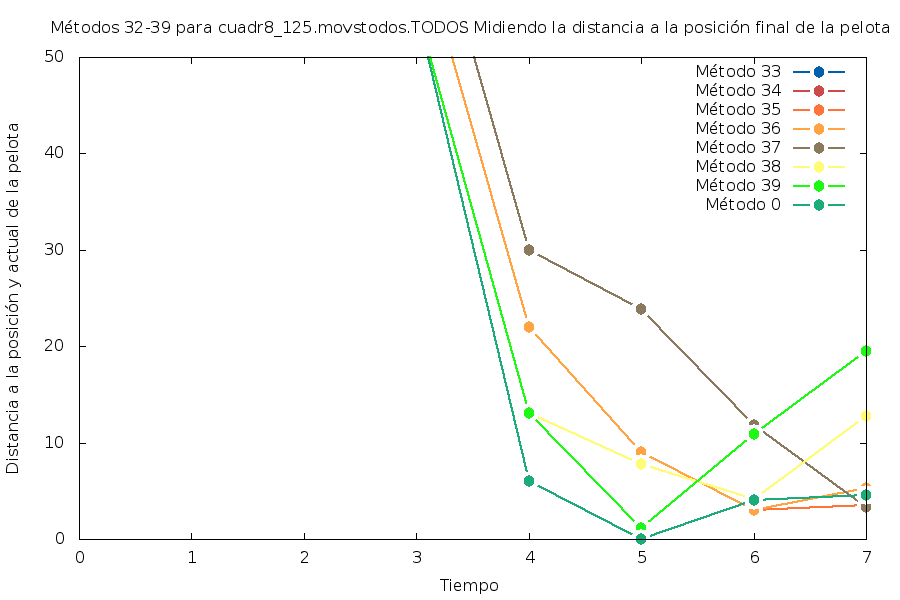 Métodos 32-39 para cuadr8_125.movstodos.TODOS Midiendo la distancia a la posición final de la pelota
Distancia a la posición y actual de la pelota
50
40
30
20
10
0
Método 33
Método 34
Método 35
Método 36
Método 37
Método 38
Método 39
Método 0
0 1 2 3 4 5 6 7
Tiempo